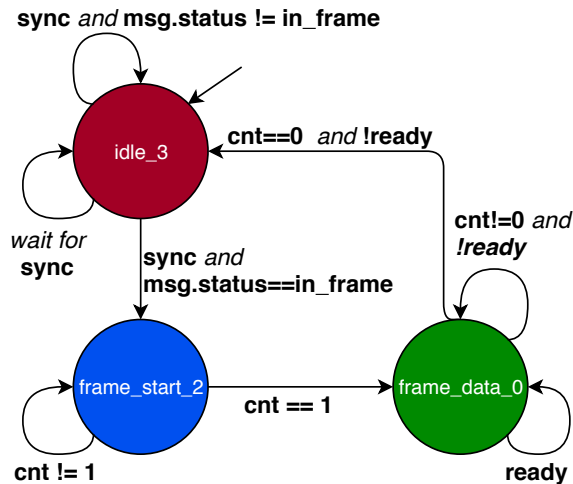 sync and msg.status != in_frame
idle_3
cnt==0 and !ready
wait for
sync
cnt!=0 and
!ready
sync and
msg.status==in_frame
frame_start_2
frame_data_0
cnt == 1
cnt != 1
ready